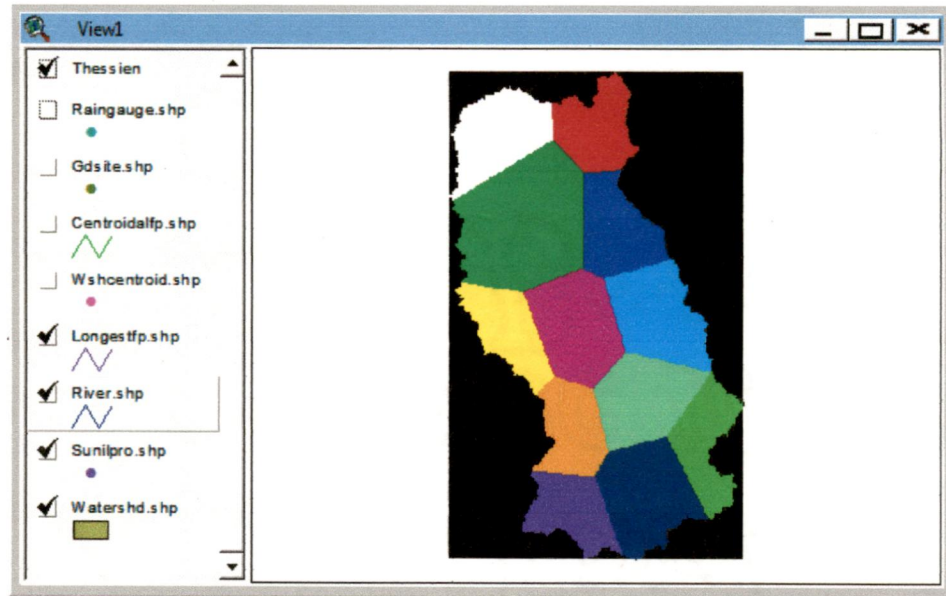 View1
Thessien
Raingauge.shp
Gdsite.shp
Centroidalfp.shp
Wshcentroid.shp
Longestfp.shp
River.shp
Sunilpro.shp
Watershd.shp